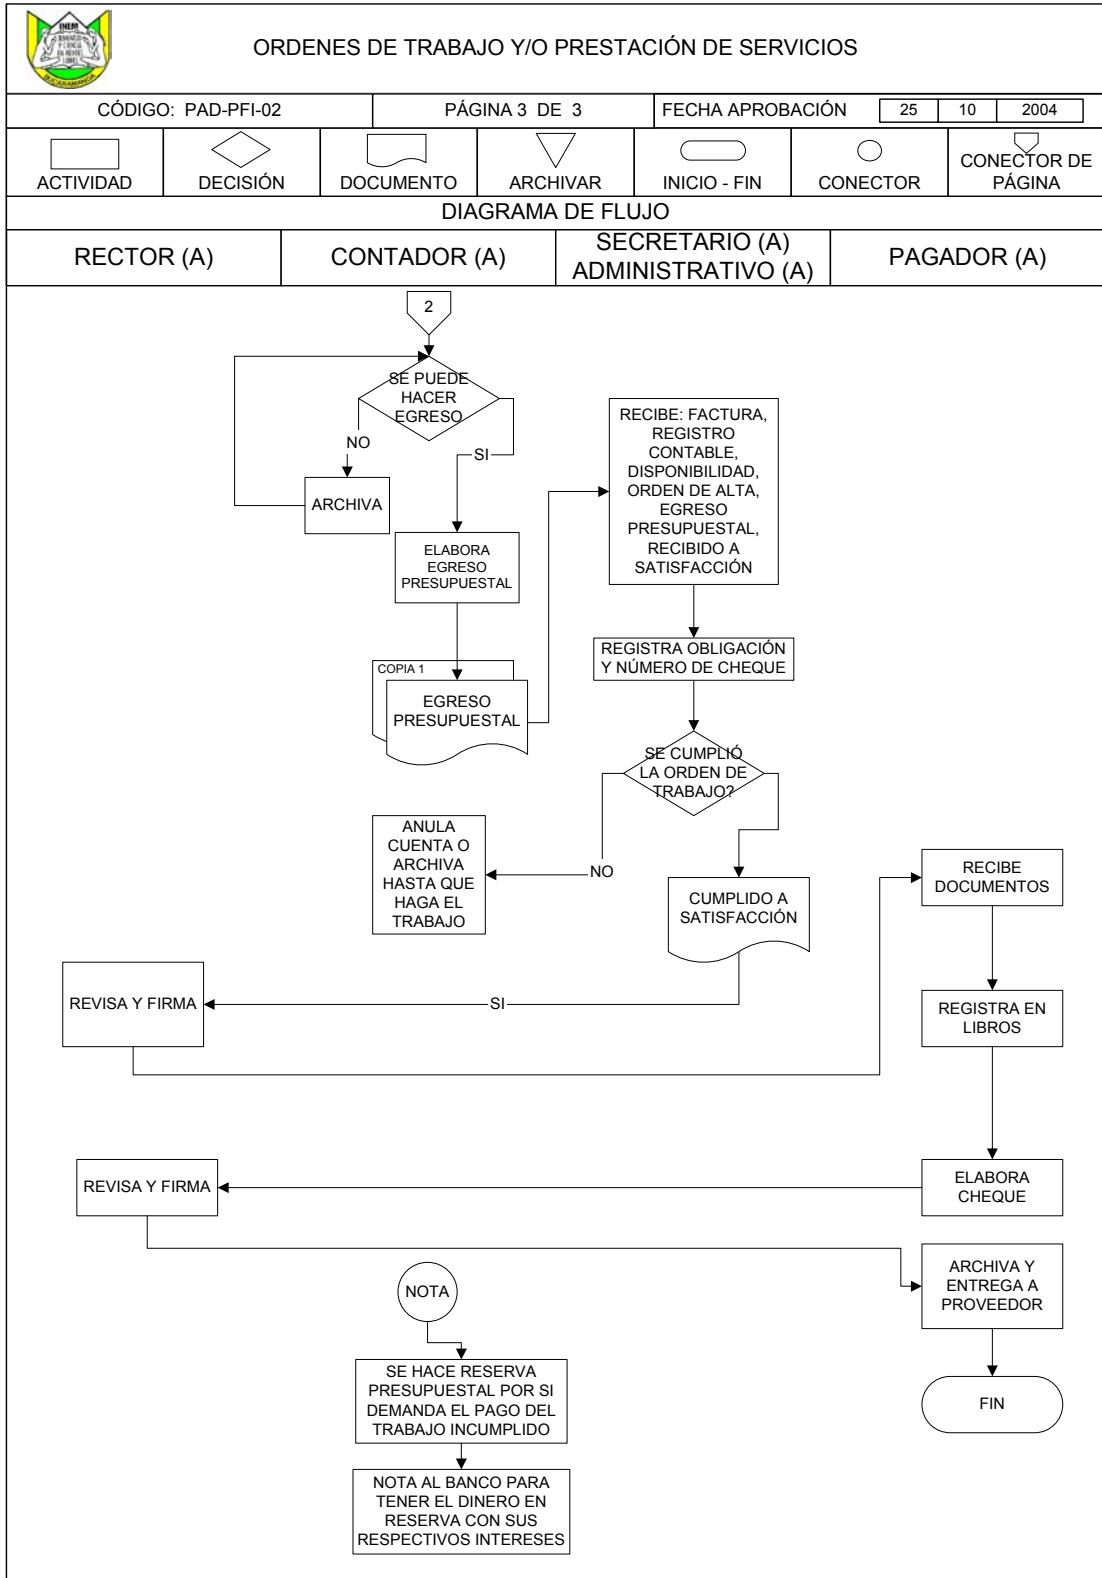 INEM
BUCARAMANGA
ORDENES DE TRABAJO Y/O PRESTACIÓN DE SERVICIOS
CÓDIGO: PAD-PFI-02
PÁGINA 3 DE 3
FECHA APROBACIÓN
25 10 2004
ACTIVIDAD
DECISIÓN
DOCUMENTO
ARCHIVAR
INICIO - FIN
CONECTOR
CONECTOR DE
PÁGINA
DIAGRAMA DE FLUJO
RECTOR (A)
CONTADOR (A)
SECRETARIO (A)
ADMINISTRATIVO (A)
PAGADOR (A)
2
SE PUEDE
HACER
EGRESO
NO
SI
ARCHIVA
ELABORA
EGRESO
PRESUPUESTAL
COPIA 1
EGRESO
PRESUPUESTAL
RECIBE: FACTURA,
REGISTRO
CONTABLE,
DISPONIBILIDAD,
ORDEN DE ALTA,
EGRESO
PRESUPUESTAL,
RECIBIDO A
SATISFACCIÓN
REGISTRA OBLIGACIÓN
Y NÚMERO DE CHEQUE
SE CUMPLIÓ
LA ORDEN DE
TRABAJO?
NO
ANULA
CUENTA O
ARCHIVA
HASTA QUE
HAGA EL
TRABAJO
CUMPLIDO A
SATISFACCIÓN
SI
REVISA Y FIRMA
RECIBE
DOCUMENTOS
REGISTRA EN
LIBROS
ELABORA
CHEQUE
REVISA Y FIRMA
ARCHIVA Y
ENTREGA A
PROVEEDOR
FIN
NOTA
SE HACE RESERVA
PRESUPUESTAL POR SI
DEMANDA EL PAGO DEL
TRABAJO INCUMPLIDO
NOTA AL BANCO PARA
TENER EL DINERO EN
RESERVA CON SUS
RESPECTIVOS INTERESES